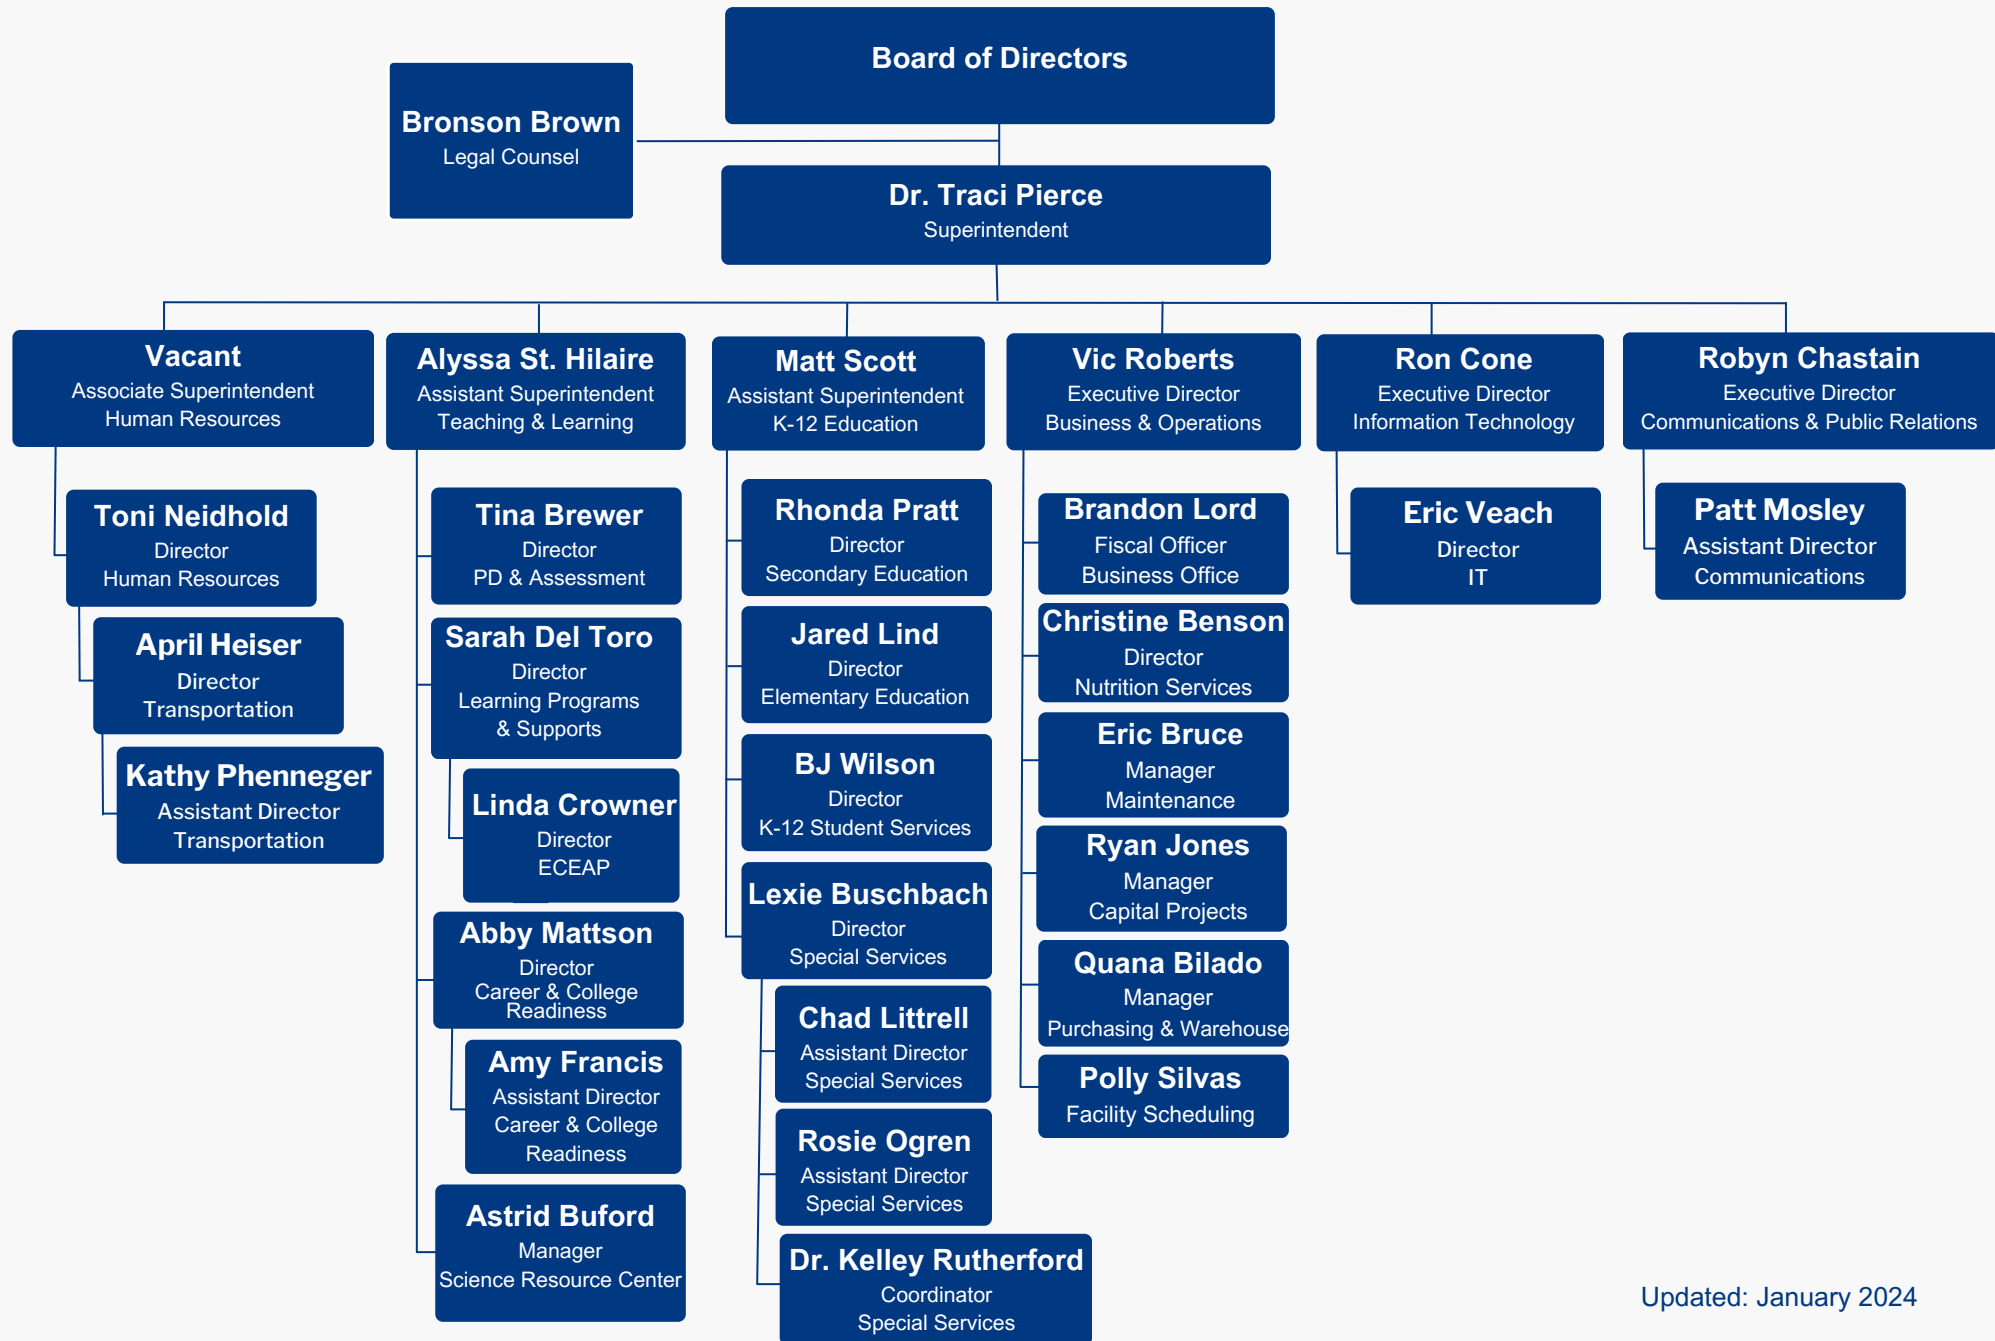 Board of Directors
Bronson Brown
Legal Counsel
Dr. Traci Pierce
Superintendent
Vacant
Associate Superintendent
Human Resources
Toni Neidhold
Director
Human Resources
April Heiser
Director
Transportation
Kathy Phenneger
Assistant Director
Transportation
Alyssa St. Hilaire
Assistant Superintendent
Teaching & Learning
Tina Brewer
Director
PD & Assessment
Sarah Del Toro
Director
Learning Programs
& Supports
Linda Crowner
Director
ECEAP
Abby Mattson
Director
Career & College
Readiness
Amy Francis
Assistant Director
Career & College
Readiness
Astrid Buford
Manager
Science Resource Center
Matt Scott
Assistant Superintendent
K-12 Education
Rhonda Pratt
Director
Secondary Education
Jared Lind
Director
Elementary Education
BJ Wilson
Director
K-12 Student Services
Lexie Buschbach
Director
Special Services
Chad Littrell
Assistant Director
Special Services
Rosie Ogren
Assistant Director
Special Services
Dr. Kelley Rutherford
Coordinator
Special Services
Vic Roberts
Executive Director
Business & Operations
Brandon Lord
Fiscal Officer
Business Office
Christine Benson
Director
Nutrition Services
Eric Bruce
Manager
Maintenance
Ryan Jones
Manager
Capital Projects
Quana Bilado
Manager
Purchasing & Warehouse
Polly Silvas
Facility Scheduling
Ron Cone
Executive Director
Information Technology
Eric Veach
Director
IT
Robyn Chastain
Executive Director
Communications & Public Relations
Patt Mosley
Assistant Director
Communications
Updated: January 2024